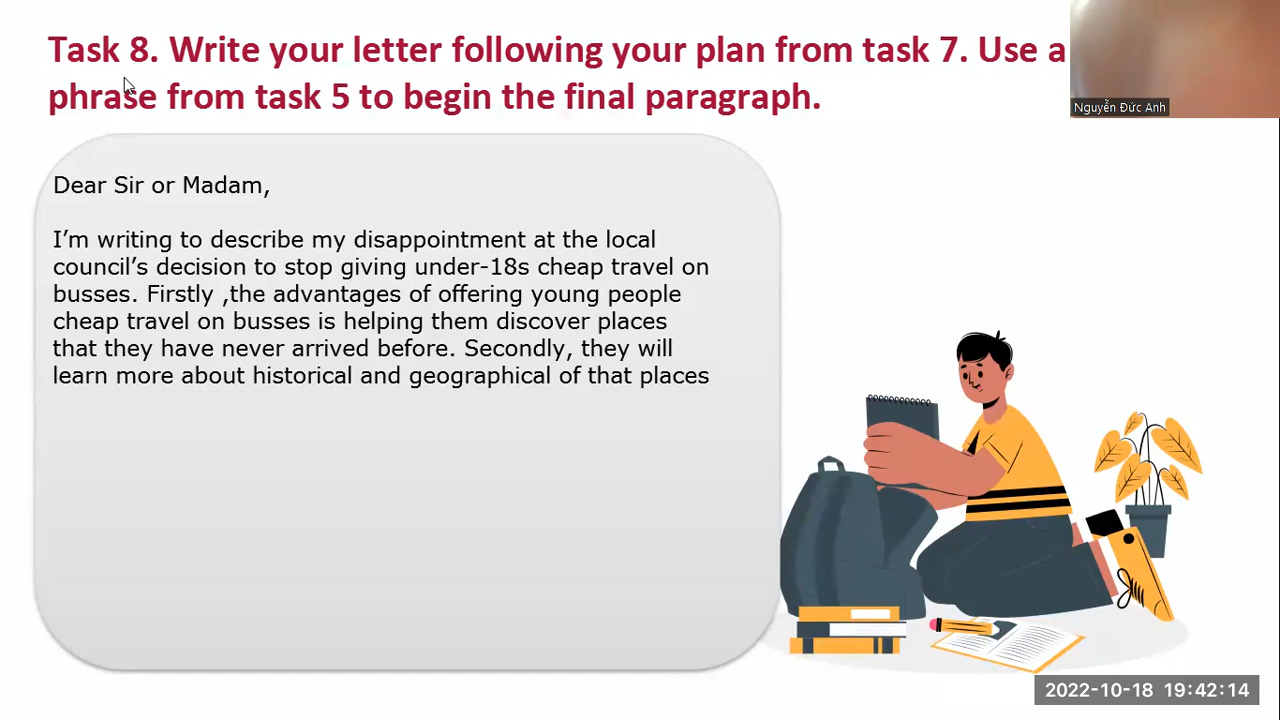 Task 8. Write your letter following your plan from task 7. Use a
phrase from task 5 to begin the final paragraph.
Nguyễn Đức Anh
Dear Sir or Madam,
I’m writing to describe my disappointment at the local
council’s decision to stop giving under-18s cheap travel on
busses. Firstly ,the advantages of offering young people
cheap travel on busses is helping them discover places
that they have never arrived before. Secondly, they will
learn more about historical and geographical of that places
2022-10-18 19:42:14